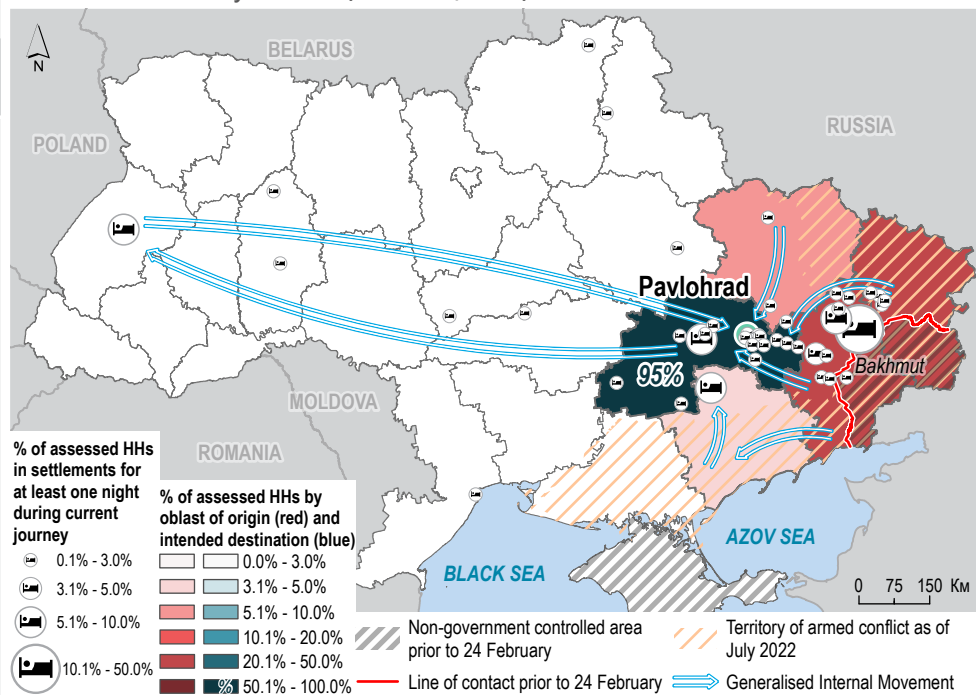 BELARUS
N
POLAND
RUSSIA
Pavlohrad
95%
Bakhmut
MOLDOVA
ROMANIA
AZOV SEA
BLACK SEA
0 75 150 Км
% of assessed HHs
in settlements for
at least one night
during current
journey
0.1% - 3.0%
3.1% - 5.0%
5.1% - 10.0%
10.1% - 50.0%
% of assessed HHs by
oblast of origin (red) and
intended destination (blue)
0.0% - 3.0%
3.1% - 5.0%
5.1% - 10.0%
10.1% - 20.0%
20.1% - 50.0%
% 50.1% - 100.0%
Non-government controlled area
prior to 24 February
Line of contact prior to 24 February
Territory of armed conflict as of
July 2022
Generalised Internal Movement